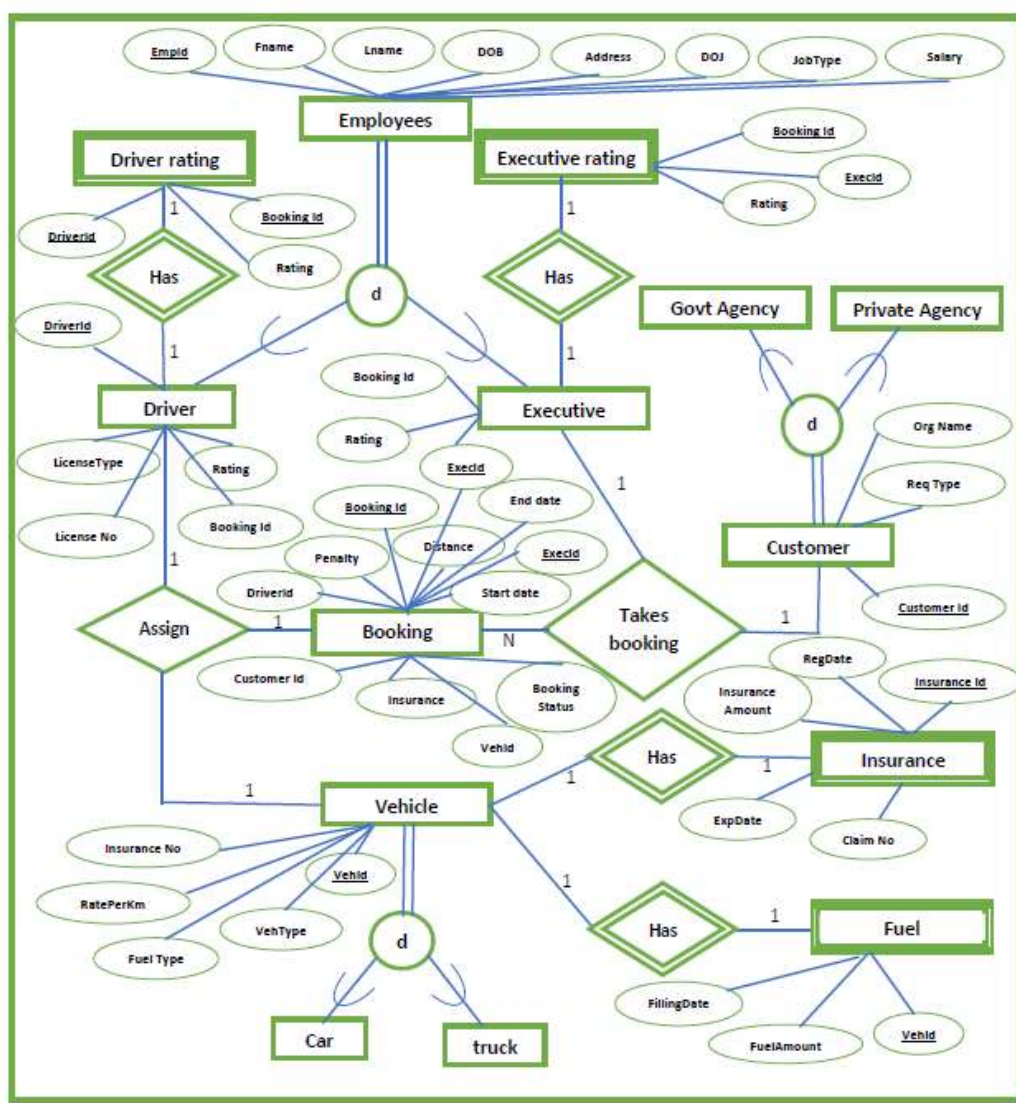 EmpId
Fname
Lname
DOB
Address
DOJ
JobType
Salary
Employees
Driver rating
Executive rating
Booking Id
ExecId
Rating
1
1
DriverId
Booking Id
Rating
Has
Has
d
Govt Agency
Private Agency
DriverId
1
1
Booking Id
Driver
Executive
d
Org Name
Rating
LicenseType
Rating
ExecId
Req Type
End date
1
Booking Id
License No
Booking Id
Customer
Penalty
Distance
ExecId
1
DriverId
Start date
Customer Id
Assign
1
Booking
N
Takes
booking
1
RegDate
Customer Id
Insurance
Booking
Status
Insurance
Amount
Insurance Id
VehId
Has
Insurance
1
1
1
Vehicle
ExpDate
Claim No
Insurance No
VehId
1
RatePerKm
VehType
1
Fuel Type
d
Has
Fuel
FillingDate
Car
truck
FuelAmount
VehId